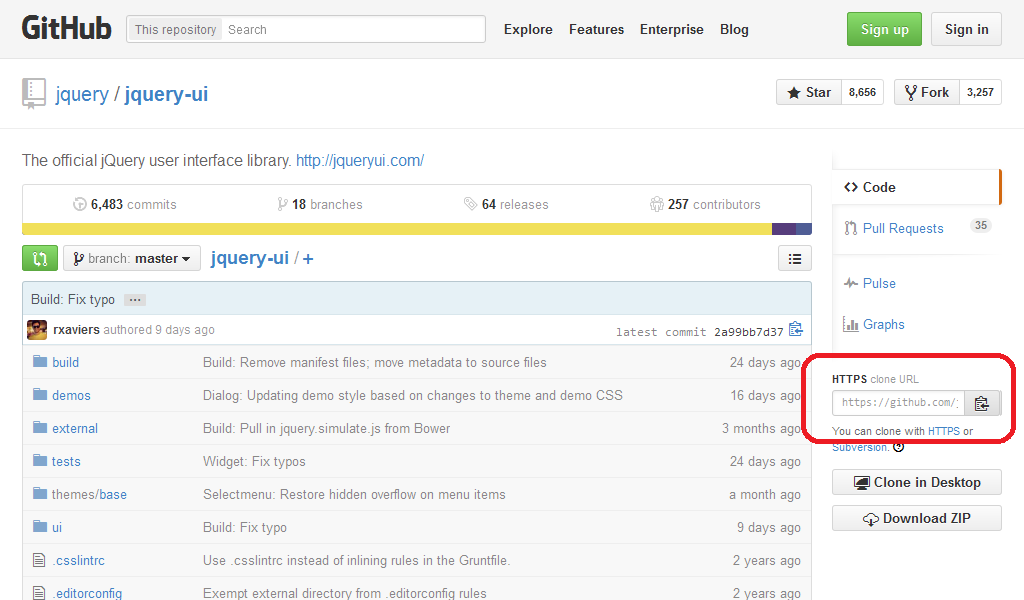 GitHub This repository Search Explore Features Enterprise Blog Sign up Sign in
jquery / jquery-ui Star 8,656 Fork 3,257
The official jQuery user interface library. http://jqueryui.com/
6,483 commits 18 branches 64 releases 257 contributors
branch: master jquery-ui / +
Build: Fix typo ...
rxaviers authored 9 days ago latest commit 2a99bb7d37
build Build: Remove manifest files; move metadata to source files 24 days ago
demos Dialog: Updating demo style based on changes to theme and demo CSS 16 days ago
external Build: Pull in jquery.simulate.js from Bower 3 months ago
tests Widget: Fix typos 24 days ago
themes/base Selectmenu: Restore hidden overflow on menu items a month ago
ui Build: Fix typo 9 days ago
.csslintrc Use .csslintrc instead of inlining rules in the Gruntfile. 2 years ago
.editorconfig Exempt external directory from .editorconfig rules 2 years ago
Code
Pull Requests 35
Pulse
Graphs
HTTPS clone URL
https://github.com/j
You can clone with HTTPS or
Subversion. ?
Clone in Desktop
Download ZIP